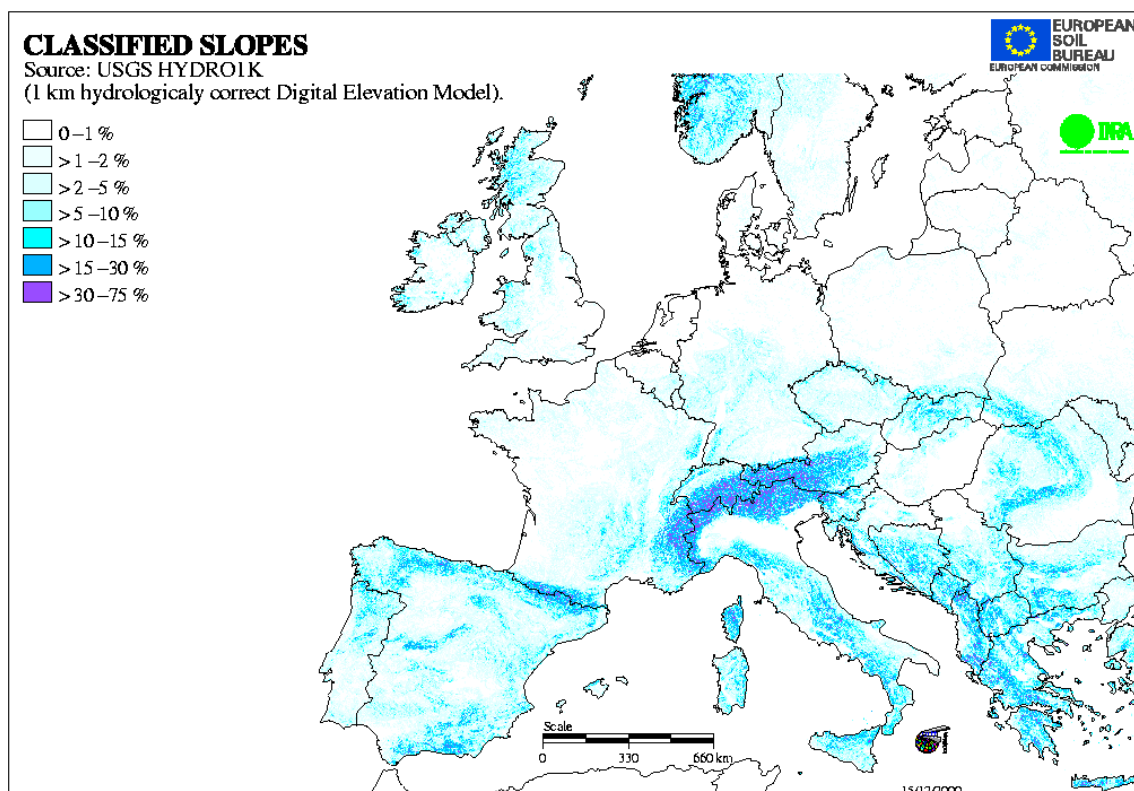 CLASSIFIED SLOPES
Source: USGS HYDRO1K
(1 km hydrologicaly correct Digital Elevation Model).
0–1 %
>1–2 %
>2–5 %
>5–10 %
>10–15 %
>15–30 %
>30–75 %
EUROPEAN
SOIL
BUREAU
EUROPEAN COMMISSION
INRA
Scale
0 330 660 km